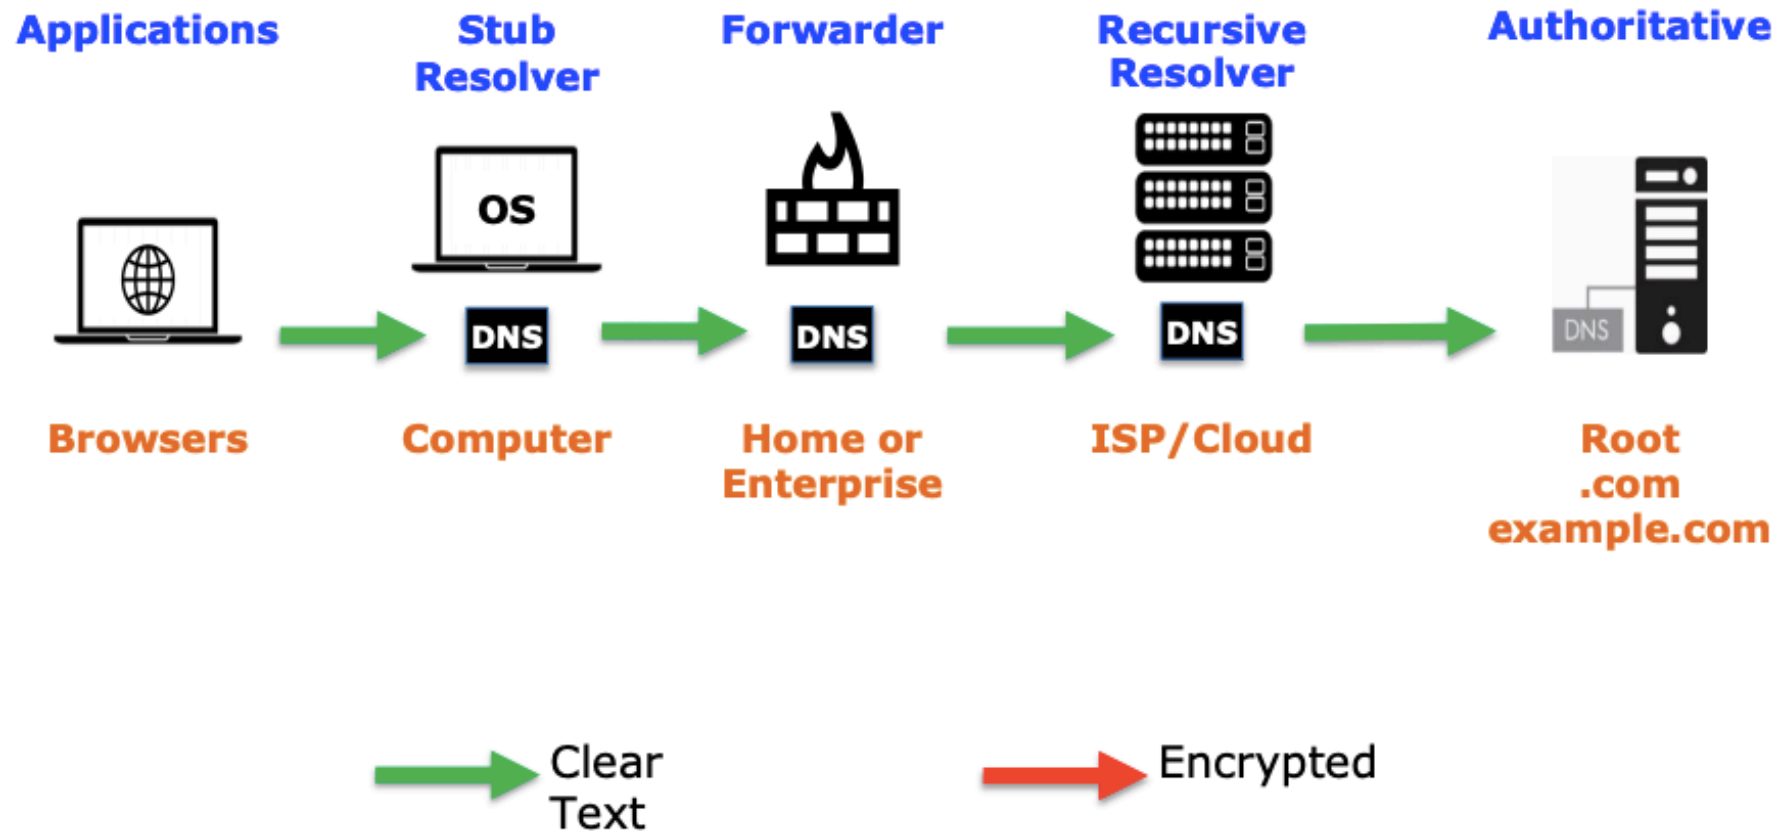 Applications
Stub
Resolver
Forwarder
Recursive
Resolver
Authoritative
OS
DNS
DNS
DNS
DNS
Browsers
Computer
Home or
Enterprise
ISP/Cloud
Root
.com
example.com
Clear
Text
Encrypted